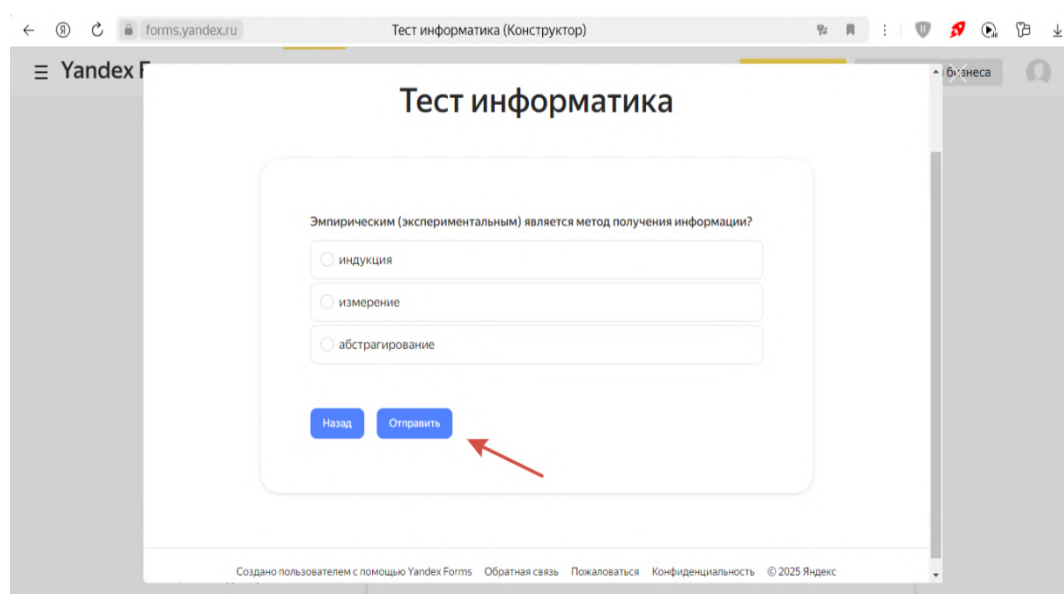 forms.yandex.ru Тест информатика (Конструктор)
Yandex F
бизнеса
Тест информатика
Эмпирическим (экспериментальным) является метод получения информации?
индукция
измерение
абстрагирование
Назад Отправить
Создано пользователем с помощью Yandex Forms Обратная связь Пожаловаться Конфиденциальность © 2025 Яндекс